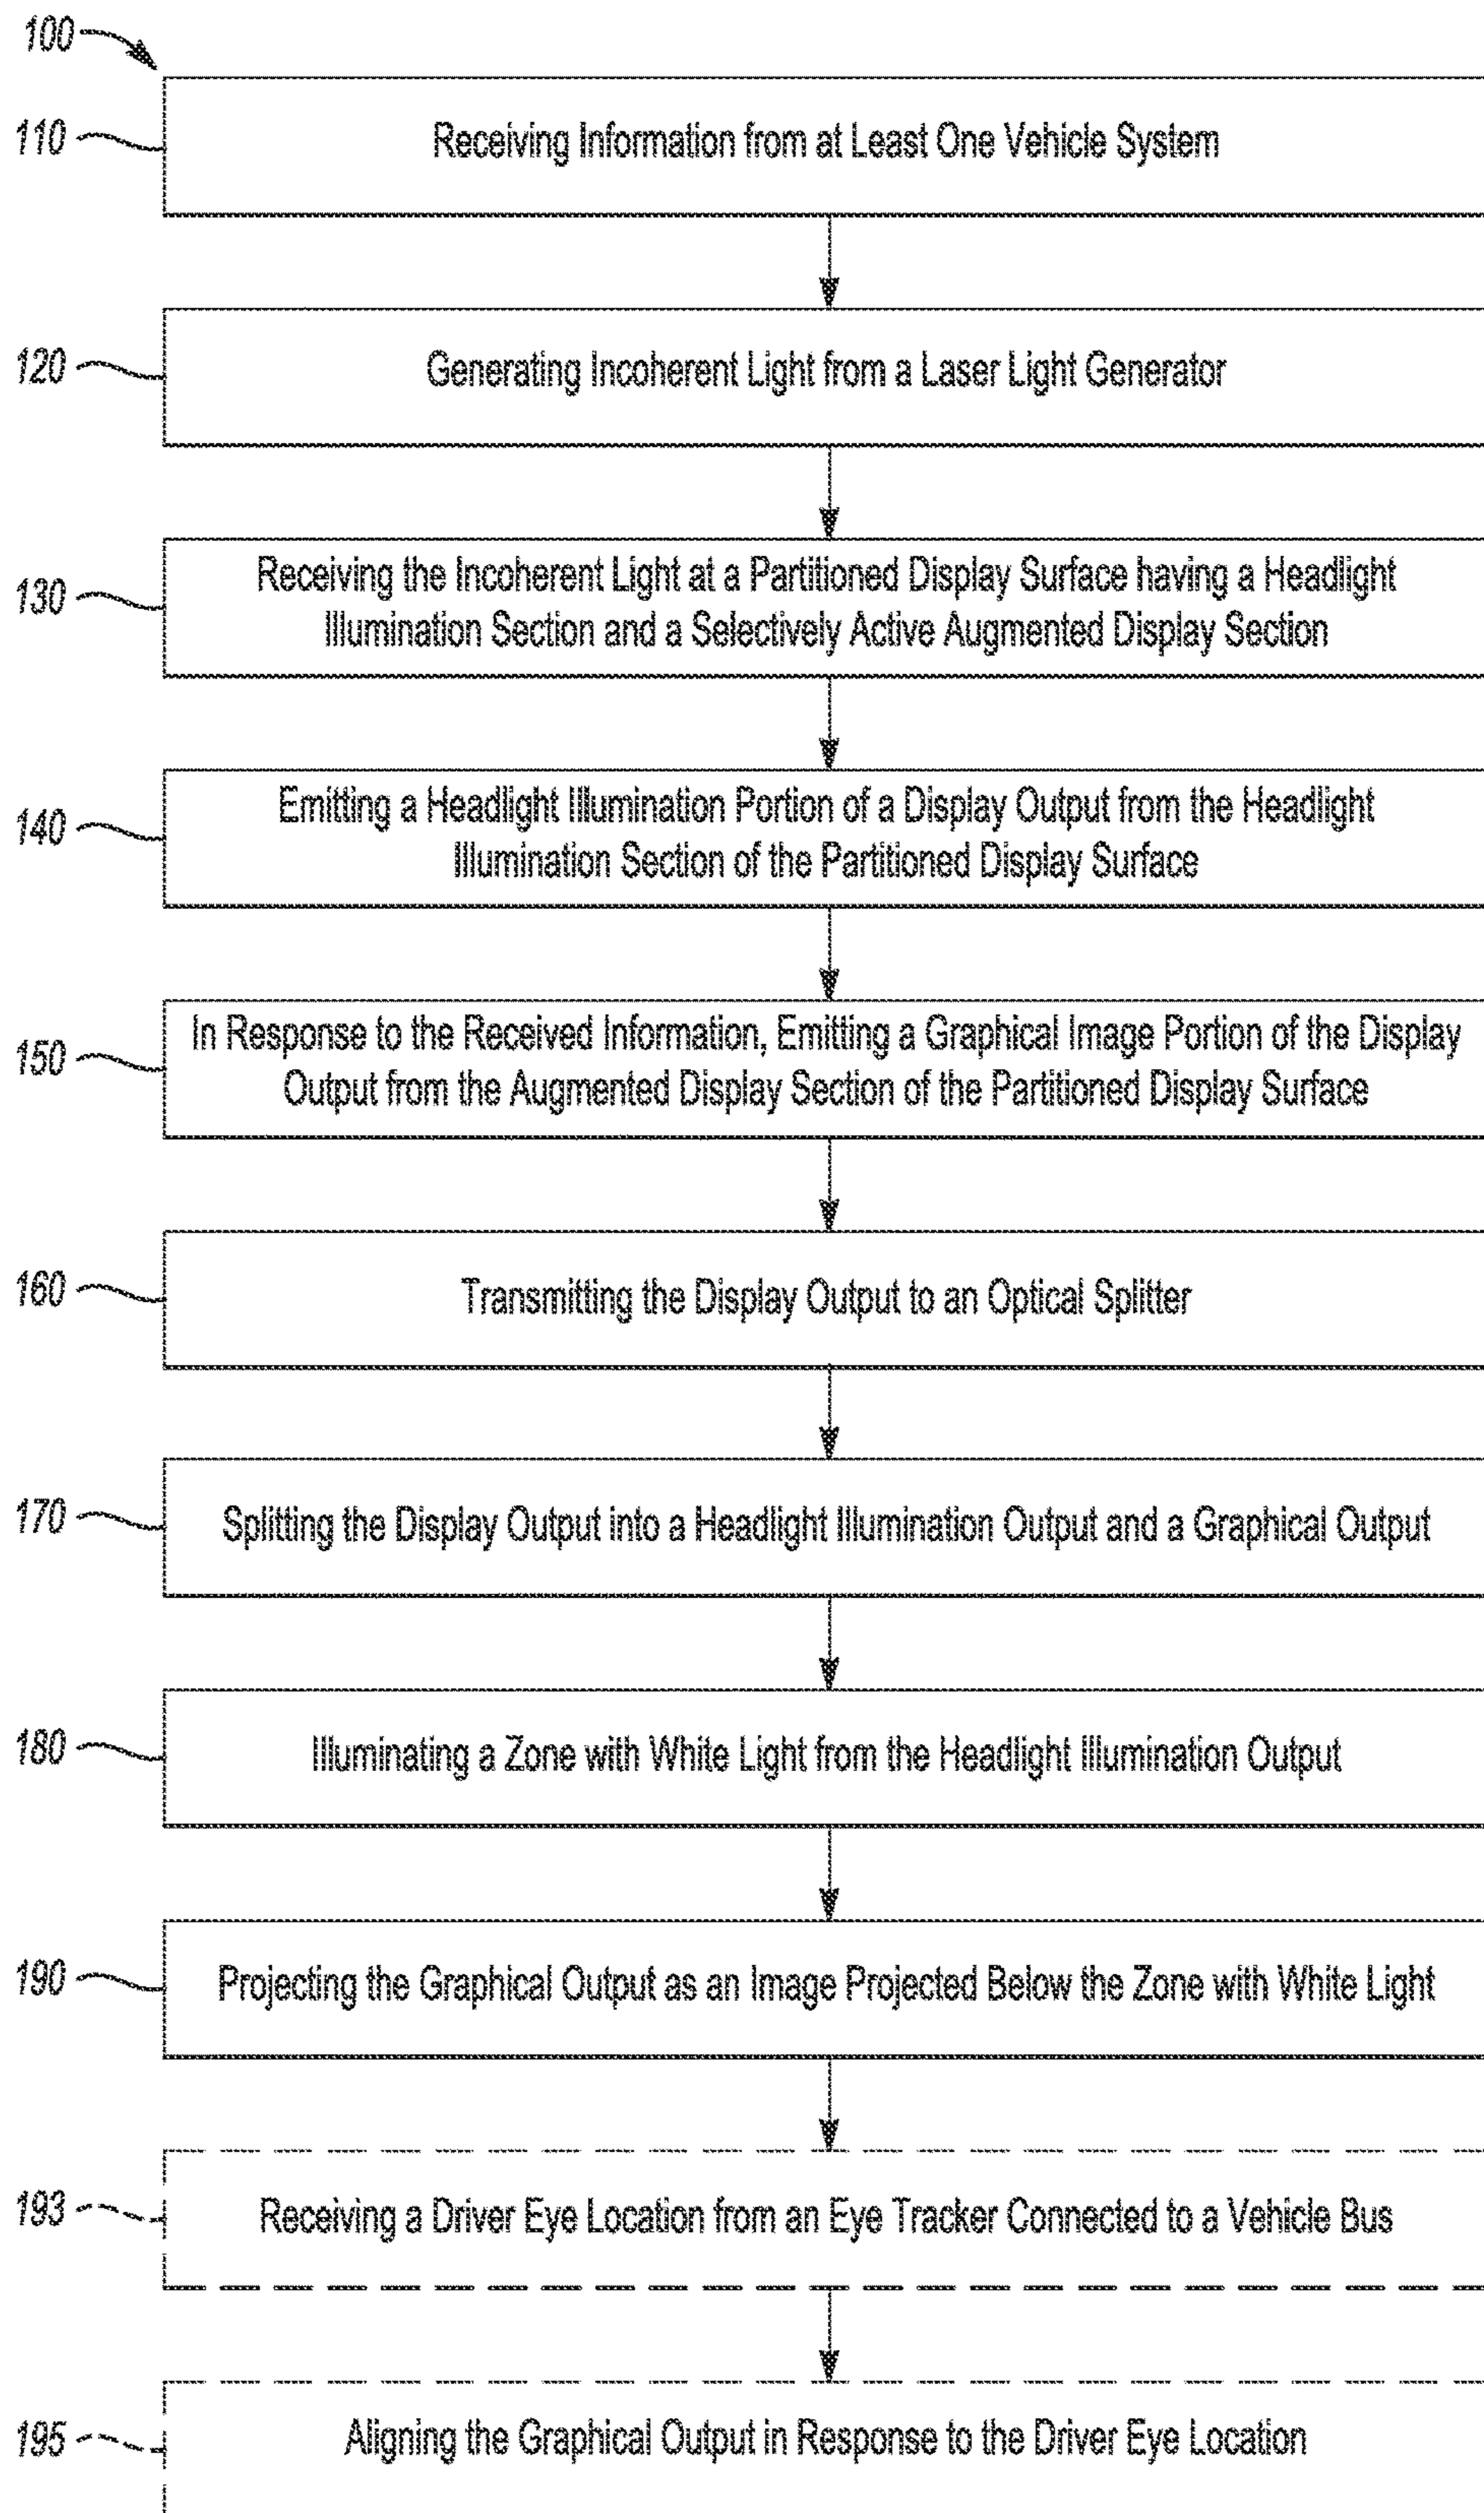 100
110
Receiving Information from at Least One Vehicle System
120
Generating Incoherent Light from a Laser Light Generator
130
Receiving the Incoherent Light at a Partitioned Display Surface having a Headlight
Illumination Section and a Selectively Active Augmented Display Section
140
Emitting a Headlight Illumination Portion of a Display Output from the Headlight
Illumination Section of the Partitioned Display Surface
150
In Response to the Received Information, Emitting a Graphical Image Portion of the Display
Output from the Augmented Display Section of the Partitioned Display Surface
160
Transmitting the Display Output to an Optical Splitter
170
Splitting the Display Output into a Headlight Illumination Output and a Graphical Output
180
Illuminating a Zone with White Light from the Headlight Illumination Output
190
Projecting the Graphical Output as an Image Projected Below the Zone with White Light
193
Receiving a Driver Eye Location from an Eye Tracker Connected to a Vehicle Bus
195
Aligning the Graphical Output in Response to the Driver Eye Location